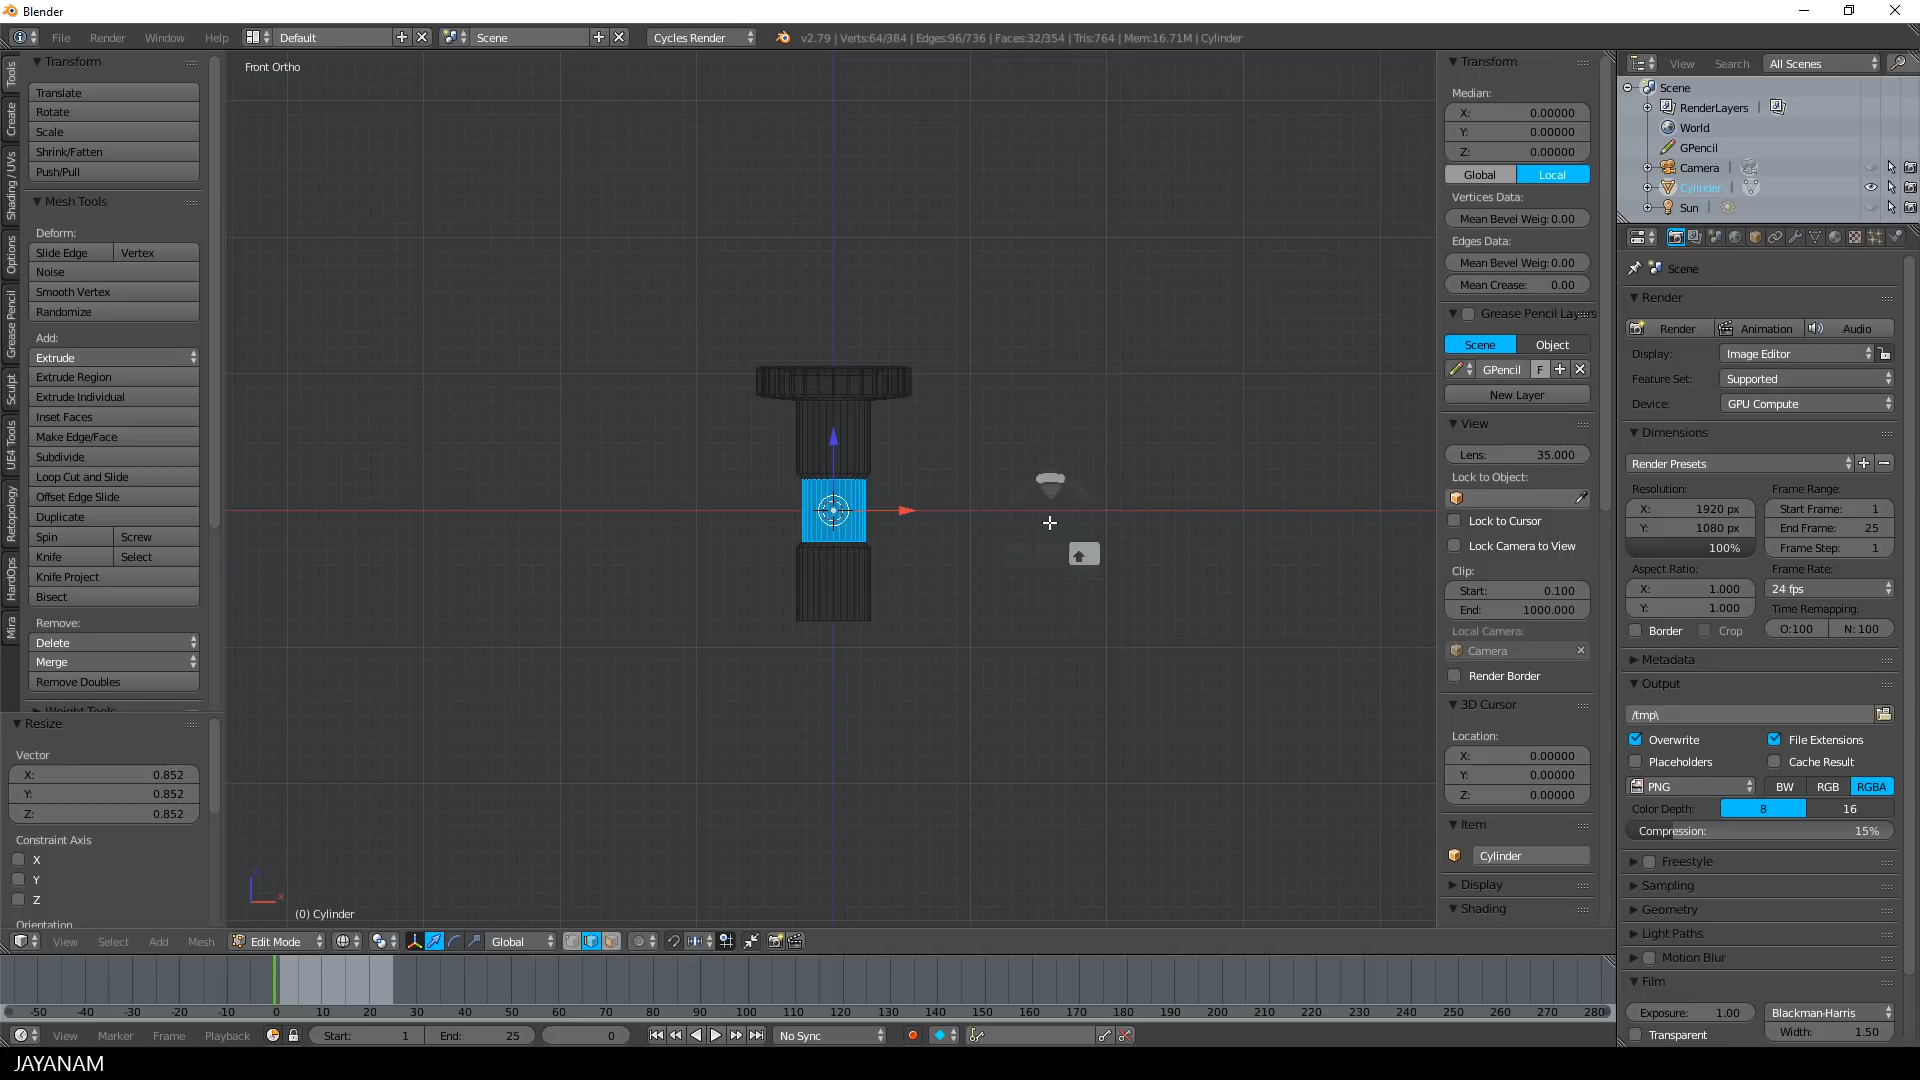 Blender
File Render Window Help Default Scene Cycles Render v2.79 | Verts:64/384 | Edges:96/736 | Faces:32/354 | Tris:764 | Mem:16.71M | Cylinder
Tools
Create
Shading / UVs
Options
Grease Pencil
Sculpt
UE4 Tools
Retopology
HardOps
Mira
Transform
Translate
Rotate
Scale
Shrink/Fatten
Push/Pull
Mesh Tools
Deform:
Slide Edge Vertex
Noise
Smooth Vertex
Randomize
Add:
Extrude
Extrude Region
Extrude Individual
Inset Faces
Make Edge/Face
Subdivide
Loop Cut and Slide
Offset Edge Slide
Duplicate
Spin Screw
Knife Select
Knife Project
Bisect
Remove:
Delete
Merge
Remove Doubles
Weight Tools
Resize
Vector
X: 0.852
Y: 0.852
Z: 0.852
Constraint Axis
X
Y
Z
Orientation
Front Ortho
(0) Cylinder
Transform
Median:
X: 0.00000
Y: 0.00000
Z: 0.00000
Global Local
Vertices Data:
Mean Bevel Weig: 0.00
Edges Data:
Mean Bevel Weig: 0.00
Mean Crease: 0.00
Grease Pencil Layers
Scene Object
GPencil F
New Layer
View
Lens: 35.000
Lock to Object:
Lock to Cursor
Lock Camera to View
Clip:
Start: 0.100
End: 1000.000
Local Camera:
Camera
Render Border
3D Cursor
Location:
X: 0.00000
Y: 0.00000
Z: 0.00000
Item
Cylinder
Display
Shading
View Search All Scenes
Scene
RenderLayers
World
GPencil
Camera
Cylinder
Sun
Scene
Render
Render Animation Audio
Display: Image Editor
Feature Set: Supported
Device: GPU Compute
Dimensions
Render Presets
Resolution: Frame Range:
X: 1920 px Start Frame: 1
Y: 1080 px End Frame: 25
100% Frame Step: 1
Aspect Ratio: Frame Rate:
X: 1.000 24 fps
Y: 1.000 Time Remapping:
Border Crop O:100 N: 100
Metadata
Output
/tmp\
Overwrite File Extensions
Placeholders Cache Result
PNG BW RGB RGBA
Color Depth: 8 16
Compression: 15%
Freestyle
Sampling
Geometry
Light Paths
Motion Blur
Film
Exposure: 1.00 Blackman-Harris
Transparent Width: 1.50
View Select Add Mesh Edit Mode Global
-50 -40 -30 -20 -10 0 10 20 30 40 50 60 70 80 90 100 110 120 130 140 150 160 170 180 190 200 210 220 230 240 250 260 270 280
View Marker Frame Playback Start: 1 End: 25 0 No Sync
JAYANAM